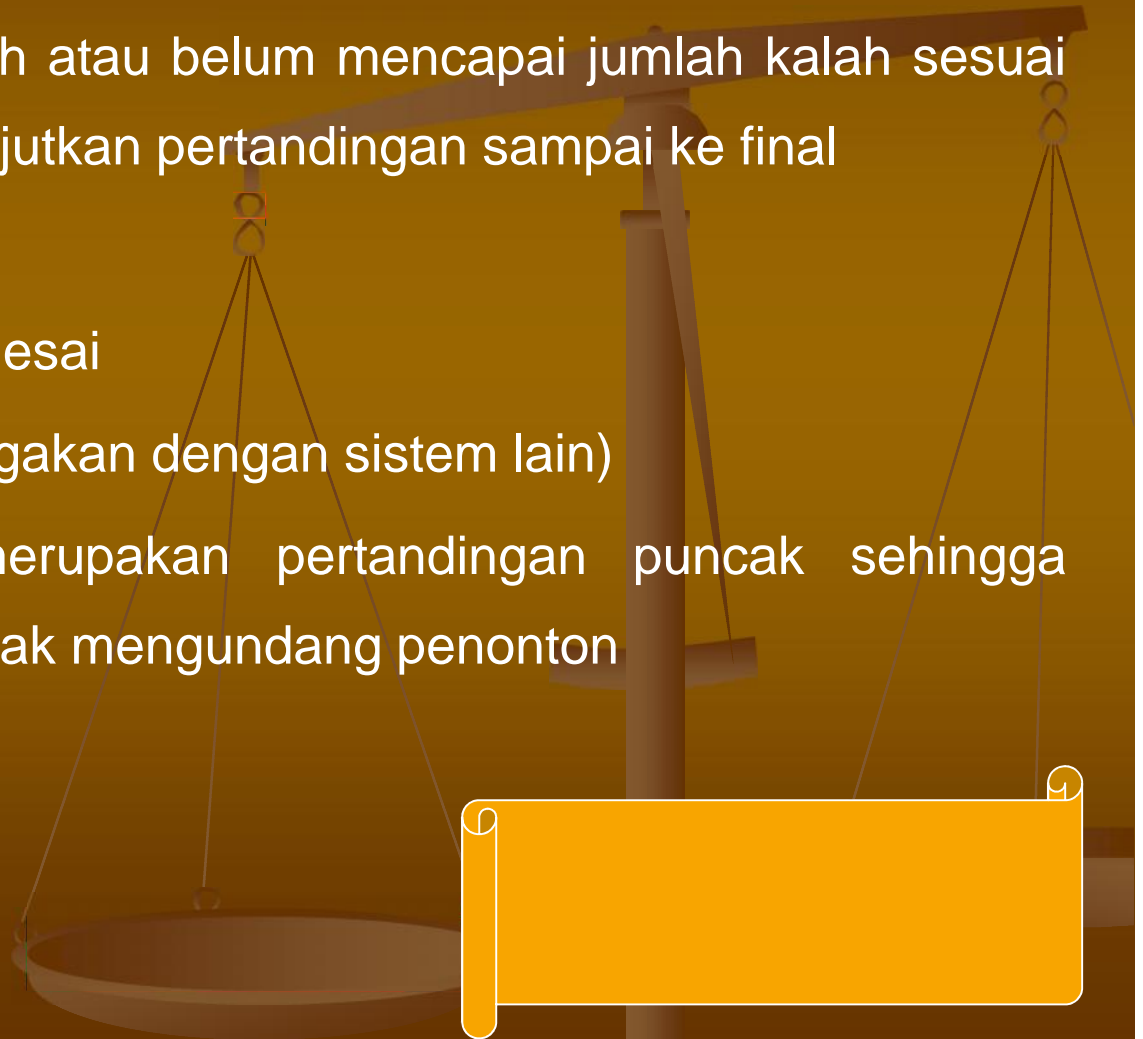 h atau belum mencapai jumlah kalah sesuai
jutkan pertandingan sampai ke final
esai
gakan dengan sistem lain)
nerupakan pertandingan puncak sehingga
ak mengundang penonton